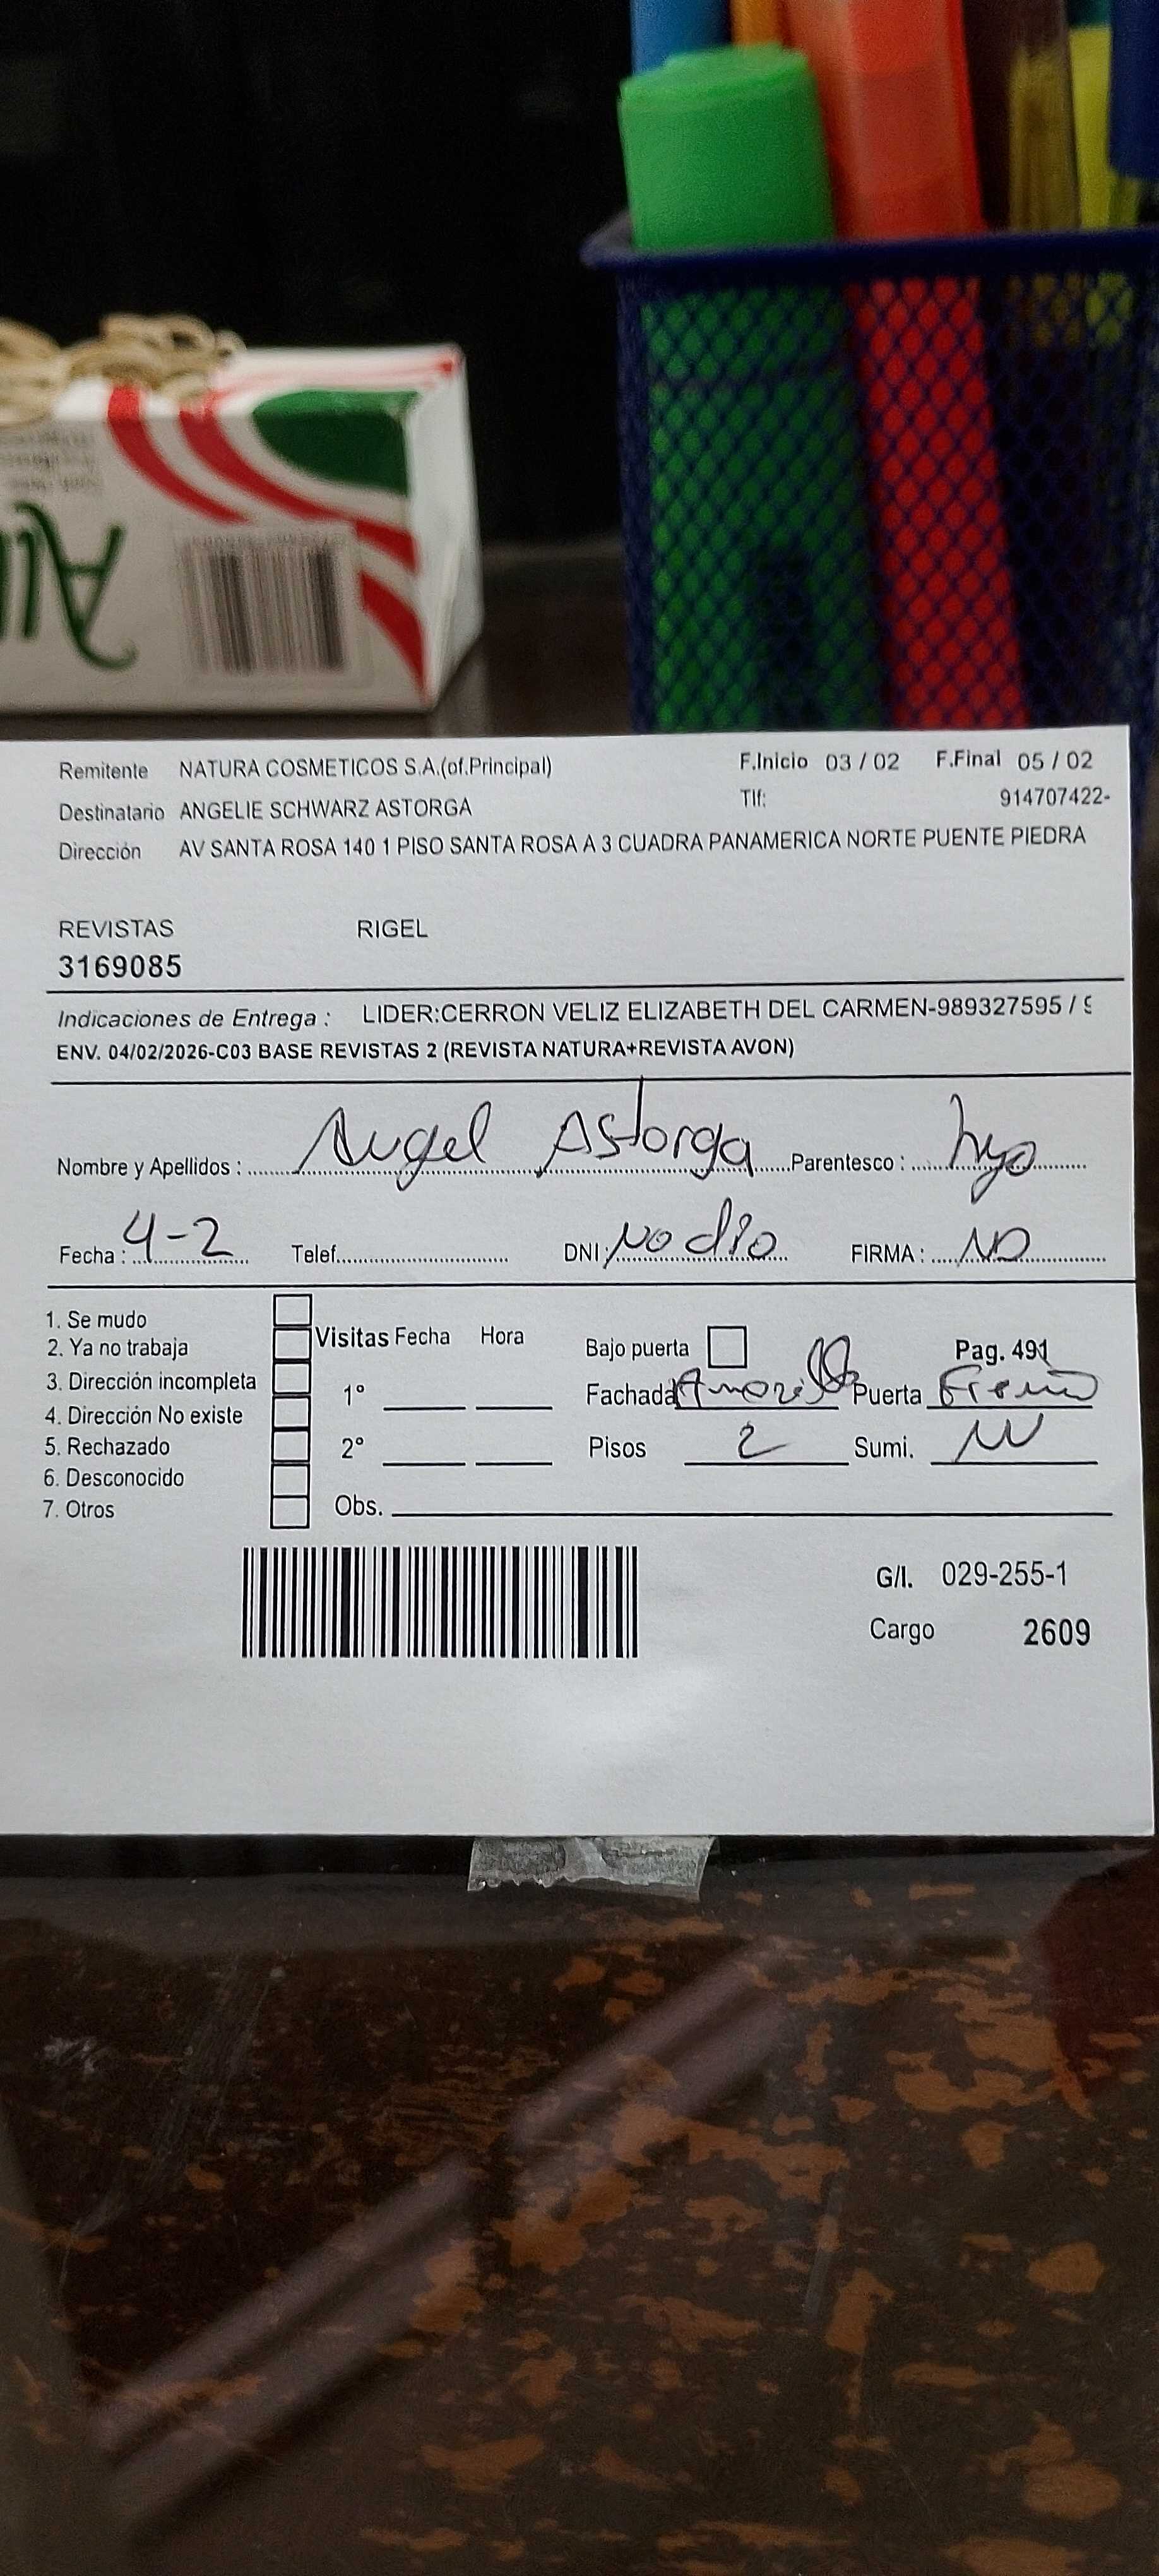 Remitente NATURA COSMETICOS S.A.(of.Principal) F.Inicio 03 / 02 F.Final 05 / 02
Destinatario ANGELIE SCHWARZ ASTORGA Tlf: 914707422-
Dirección AV SANTA ROSA 140 1 PISO SANTA ROSA A 3 CUADRA PANAMERICA NORTE PUENTE PIEDRA
REVISTAS RIGEL
3169085
Indicaciones de Entrega : LIDER:CERRON VELIZ ELIZABETH DEL CARMEN-989327595 / 9
ENV. 04/02/2026-C03 BASE REVISTAS 2 (REVISTA NATURA+REVISTA AVON)
Nombre y Apellidos : Angel Astorga Parentesco : hijo
Fecha : 4-2 Telef. DNI: No dio FIRMA : ND
1. Se mudo
2. Ya no trabaja Visitas Fecha Hora Bajo puerta Pag. 491
3. Dirección incompleta 1° Fachada Puerta Fierro
4. Dirección No existe
5. Rechazado 2° Pisos 2 Sumi.
6. Desconocido
7. Otros Obs.
G/l. 029-255-1
Cargo 2609